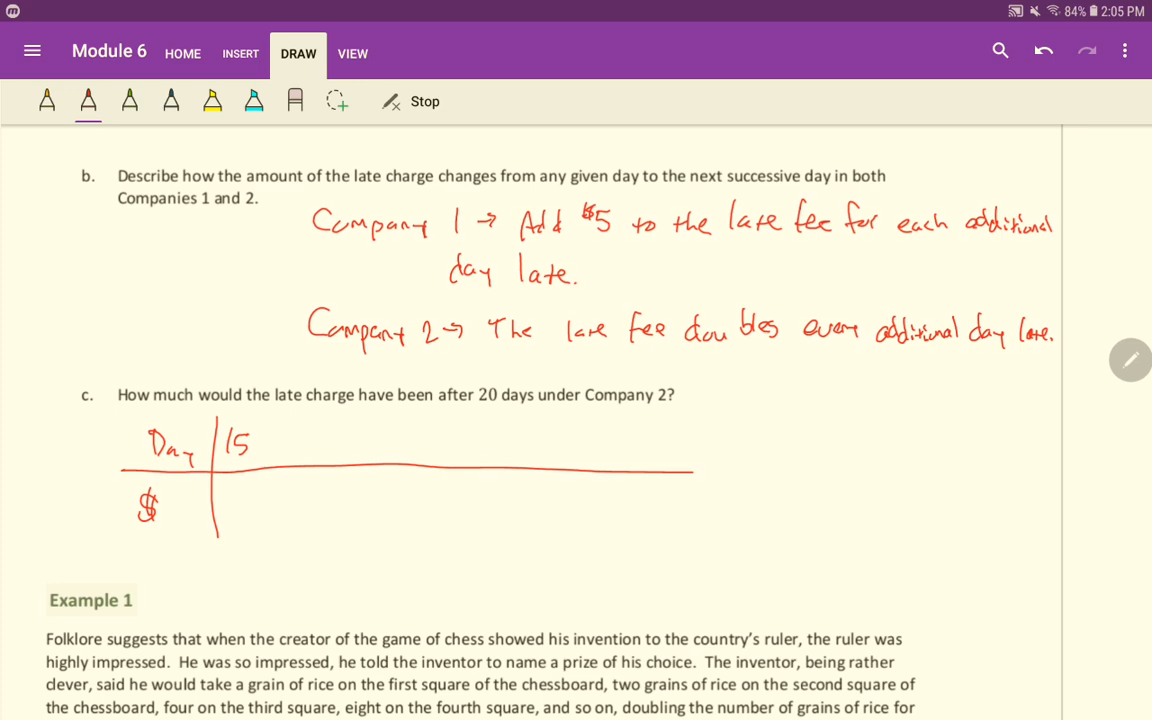 84% 2:05 PM
Module 6 HOME INSERT DRAW VIEW
Stop
b. Describe how the amount of the late charge changes from any given day to the next successive day in both
Companies 1 and 2.
Company 1 → Add $5 to the late fee for each additional
day late.
Company 2 → The late fee doubles every additional day late.
c. How much would the late charge have been after 20 days under Company 2?
Day 15
$
Example 1
Folklore suggests that when the creator of the game of chess showed his invention to the country's ruler, the ruler was
highly impressed. He was so impressed, he told the inventor to name a prize of his choice. The inventor, being rather
clever, said he would take a grain of rice on the first square of the chessboard, two grains of rice on the second square of
the chessboard, four on the third square, eight on the fourth square, and so on, doubling the number of grains of rice for